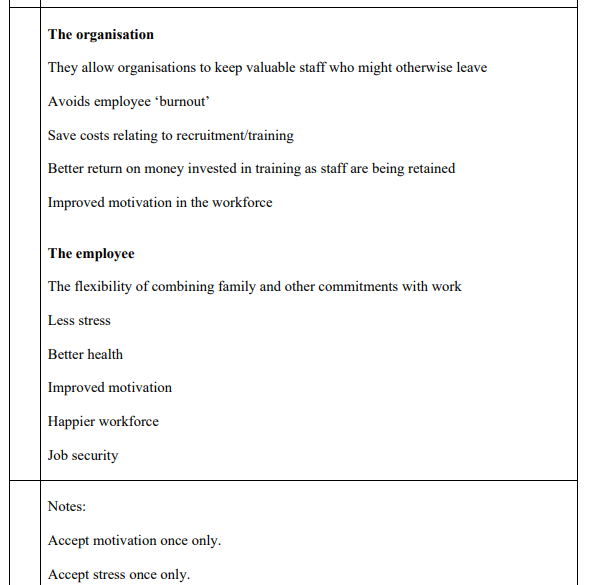 The organisation
They allow organisations to keep valuable staff who might otherwise leave
Avoids employee ‘burnout’
Save costs relating to recruitment/training
Better return on money invested in training as staff are being retained
Improved motivation in the workforce
The employee
The flexibility of combining family and other commitments with work
Less stress
Better health
Improved motivation
Happier workforce
Job security
Notes:
Accept motivation once only.
Accept stress once only.